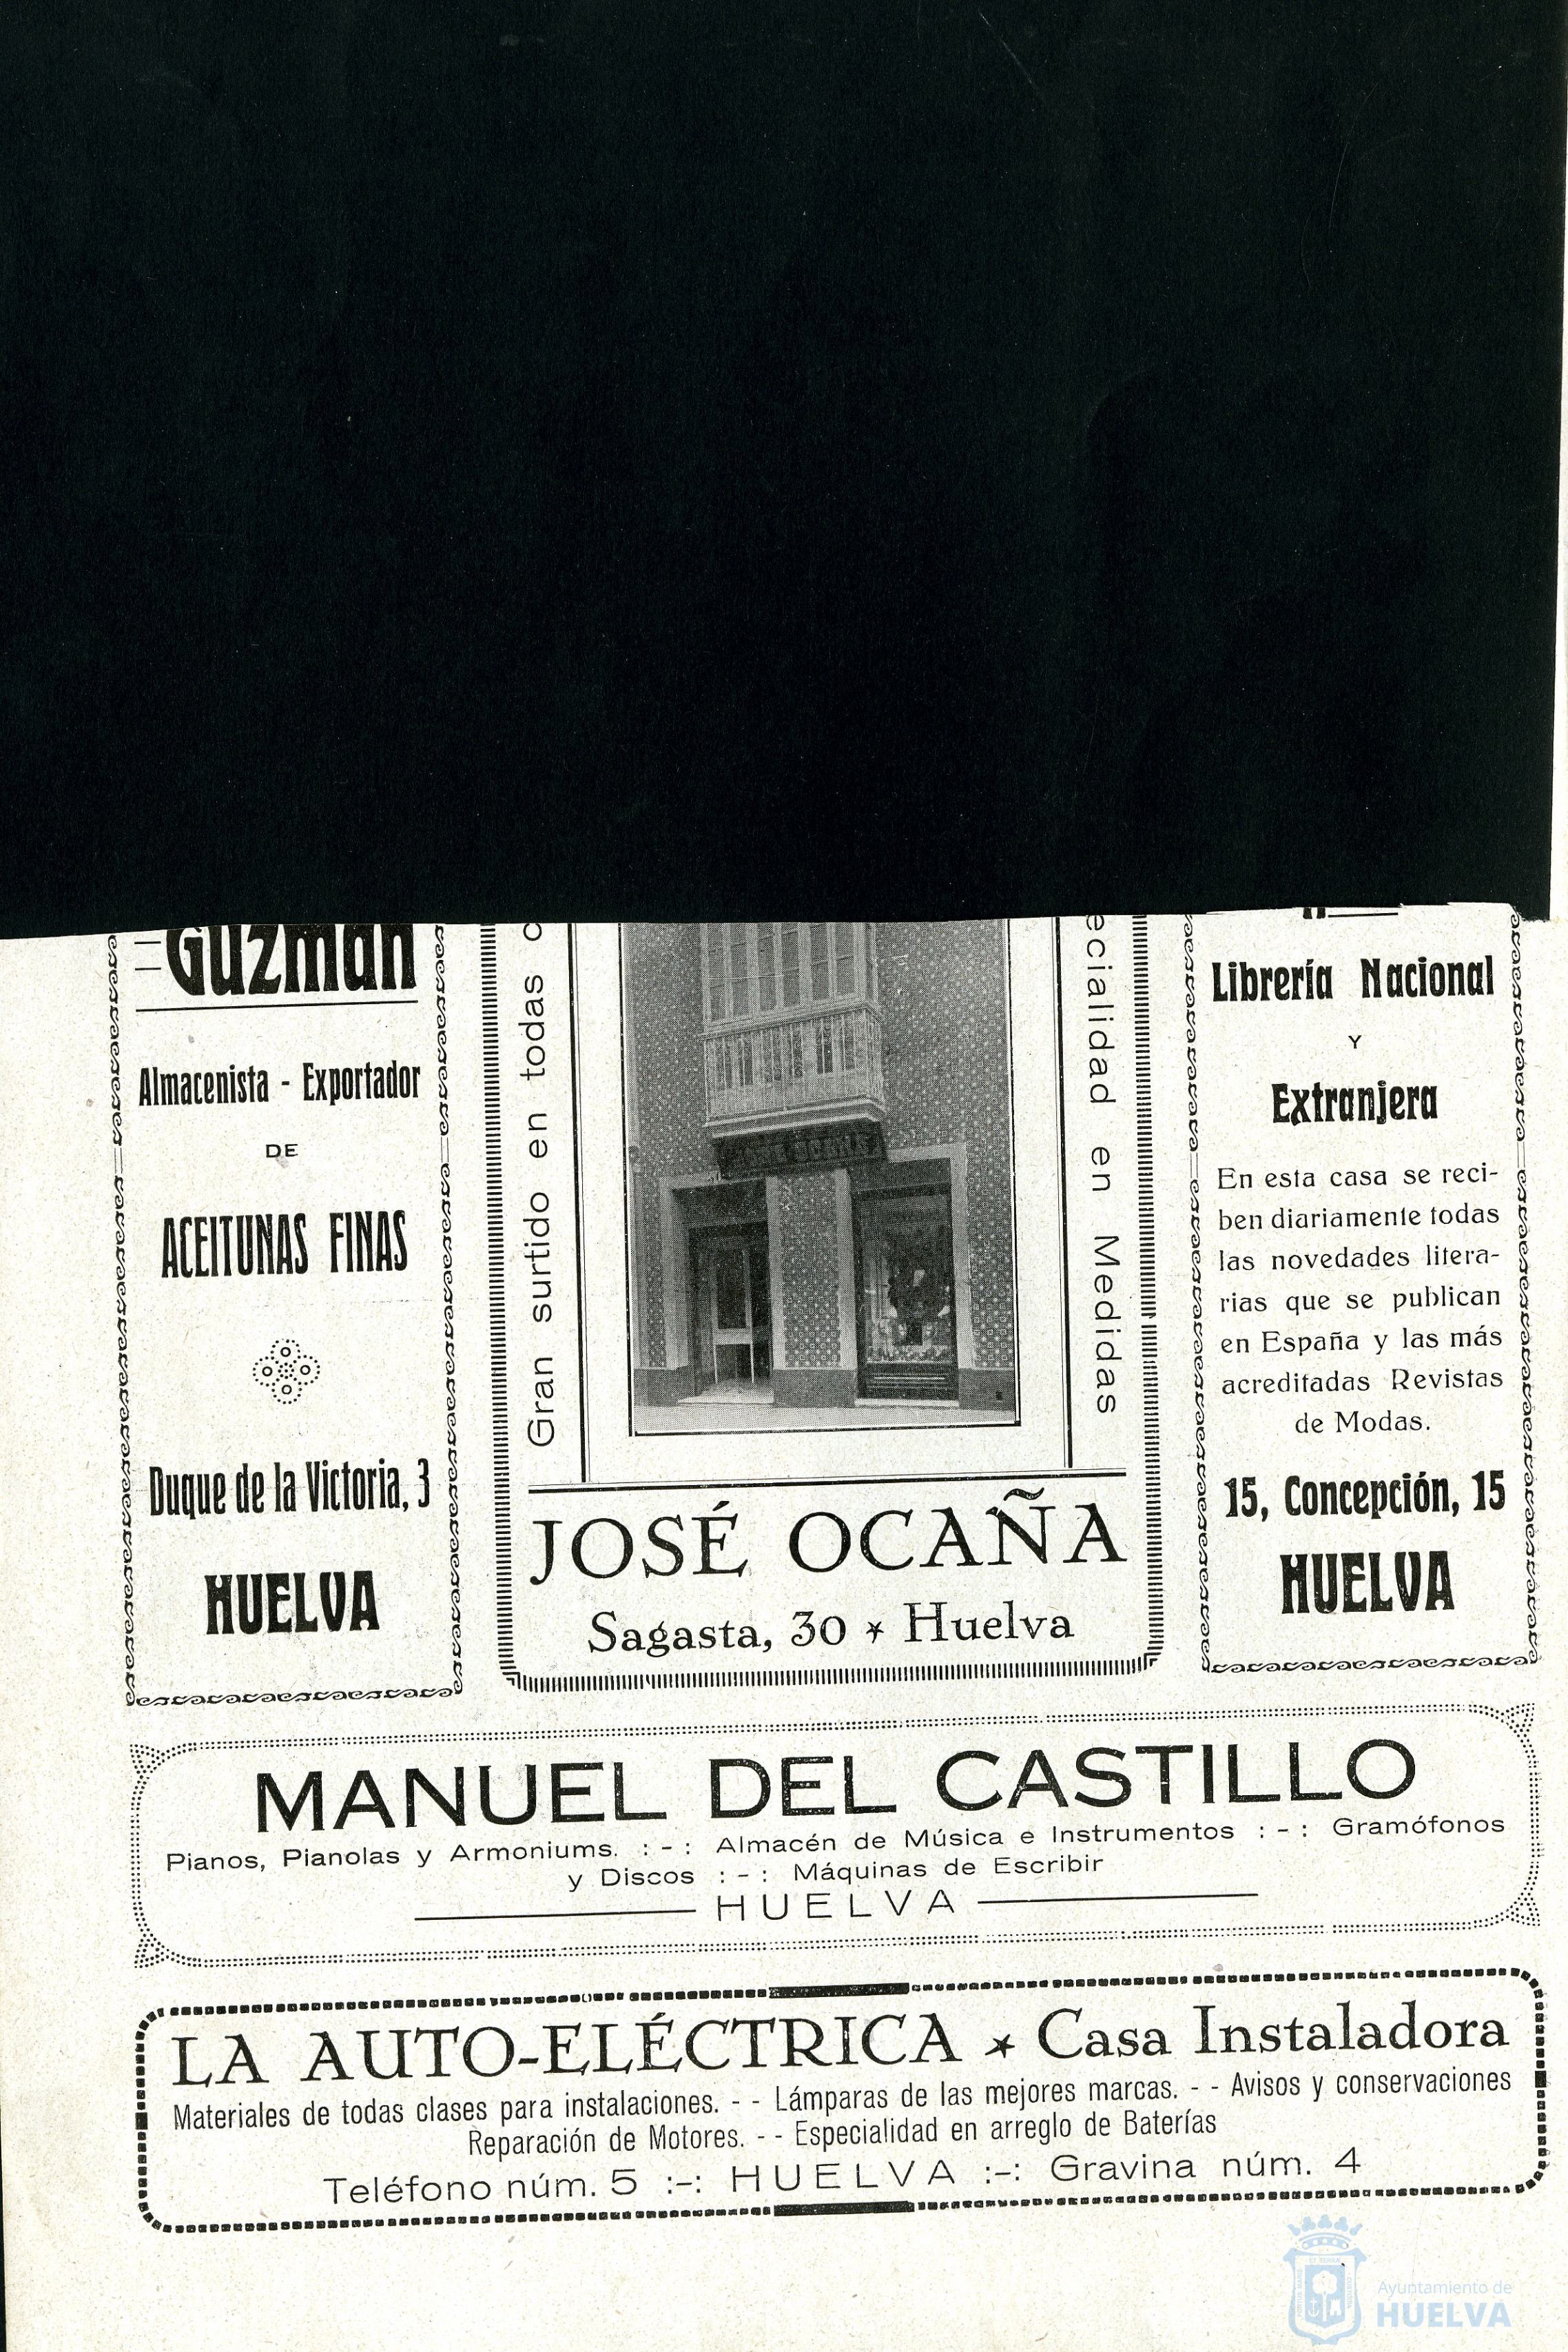 Guzmán
Almacenista - Exportador
DE
ACEITUNAS FINAS
Duque de la Victoria, 3
HUELVA
Gran surtido en todas
ecialidad en Medidas
JOSÉ OCAÑA
Sagasta, 30 * Huelva
Librería Nacional
Y
Extranjera
En esta casa se reci-
ben diariamente todas
las novedades litera-
rias que se publican
en España y las más
acreditadas Revistas
de Modas.
15, Concepción, 15
HUELVA
MANUEL DEL CASTILLO
Pianos, Pianolas y Armoniums. : - : Almacén de Música e Instrumentos : - : Gramófonos
y Discos : - : Máquinas de Escribir
HUELVA
LA AUTO-ELÉCTRICA * Casa Instaladora
Materiales de todas clases para instalaciones. - - Lámparas de las mejores marcas. - - Avisos y conservaciones
Reparación de Motores. - - Especialidad en arreglo de Baterías
Teléfono núm. 5 :-: HUELVA :-: Gravina núm. 4
Ayuntamiento de
HUELVA